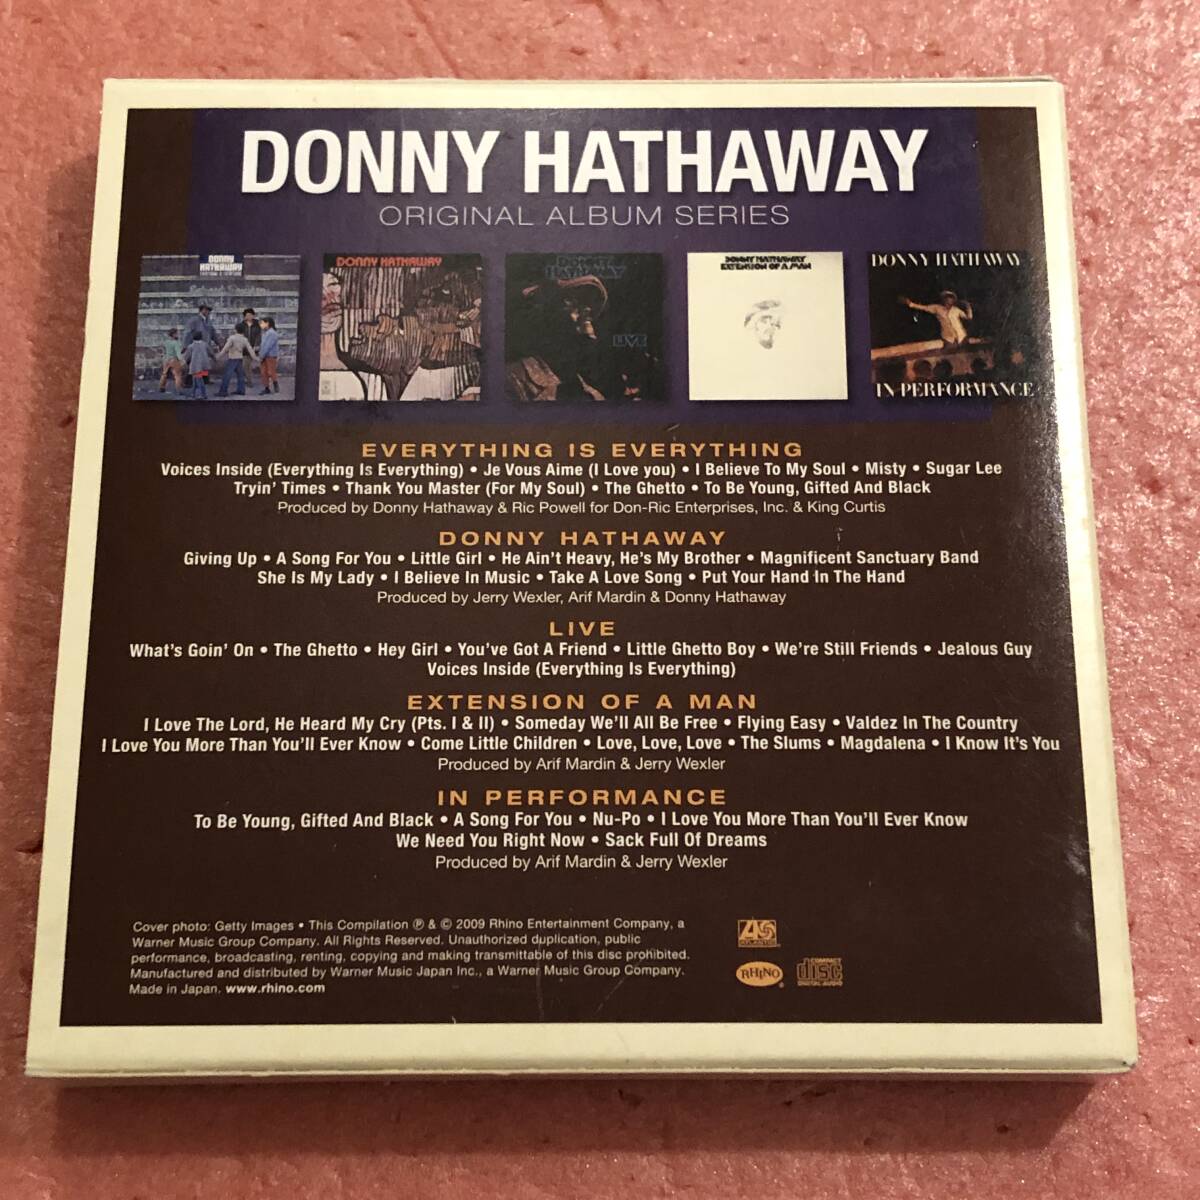 DONNY HATHAWAY
ORIGINAL ALBUM SERIES
DONNY HATHAWAY
DONNY HATHAWAY
DONNY HATHAWAY
LIVE
DONNY HATHAWAY
EXTENSION OF A MAN
DONNY HATHAWAY
IN PERFORMANCE
EVERYTHING IS EVERYTHING
Voices Inside (Everything Is Everything) • Je Vous Aime (I Love you) • I Believe To My Soul • Misty • Sugar Lee
Tryin' Times • Thank You Master (For My Soul) • The Ghetto • To Be Young, Gifted And Black
Produced by Donny Hathaway & Ric Powell for Don-Ric Enterprises, Inc. & King Curtis
DONNY HATHAWAY
Giving Up • A Song For You • Little Girl • He Ain't Heavy, He's My Brother • Magnificent Sanctuary Band
She Is My Lady • I Believe In Music • Take A Love Song • Put Your Hand In The Hand
Produced by Jerry Wexler, Arif Mardin & Donny Hathaway
LIVE
What's Goin' On • The Ghetto • Hey Girl • You've Got A Friend • Little Ghetto Boy • We're Still Friends • Jealous Guy
Voices Inside (Everything Is Everything)
EXTENSION OF A MAN
I Love The Lord, He Heard My Cry (Pts. I & II) • Someday We'll All Be Free • Flying Easy • Valdez In The Country
I Love You More Than You'll Ever Know • Come Little Children • Love, Love, Love • The Slums • Magdalena • I Know It's You
Produced by Arif Mardin & Jerry Wexler
IN PERFORMANCE
To Be Young, Gifted And Black • A Song For You • Nu-Po • I Love You More Than You'll Ever Know
We Need You Right Now • Sack Full Of Dreams
Produced by Arif Mardin & Jerry Wexler
Cover photo: Getty Images • This Compilation ℗ & © 2009 Rhino Entertainment Company, a
Warner Music Group Company. All Rights Reserved. Unauthorized duplication, public
performance, broadcasting, renting, copying and making transmittable of this disc prohibited.
Manufactured and distributed by Warner Music Japan Inc., a Warner Music Group Company.
Made in Japan. www.rhino.com
ATLANTIC
RHINO
COMPACT
disc
DIGITAL AUDIO